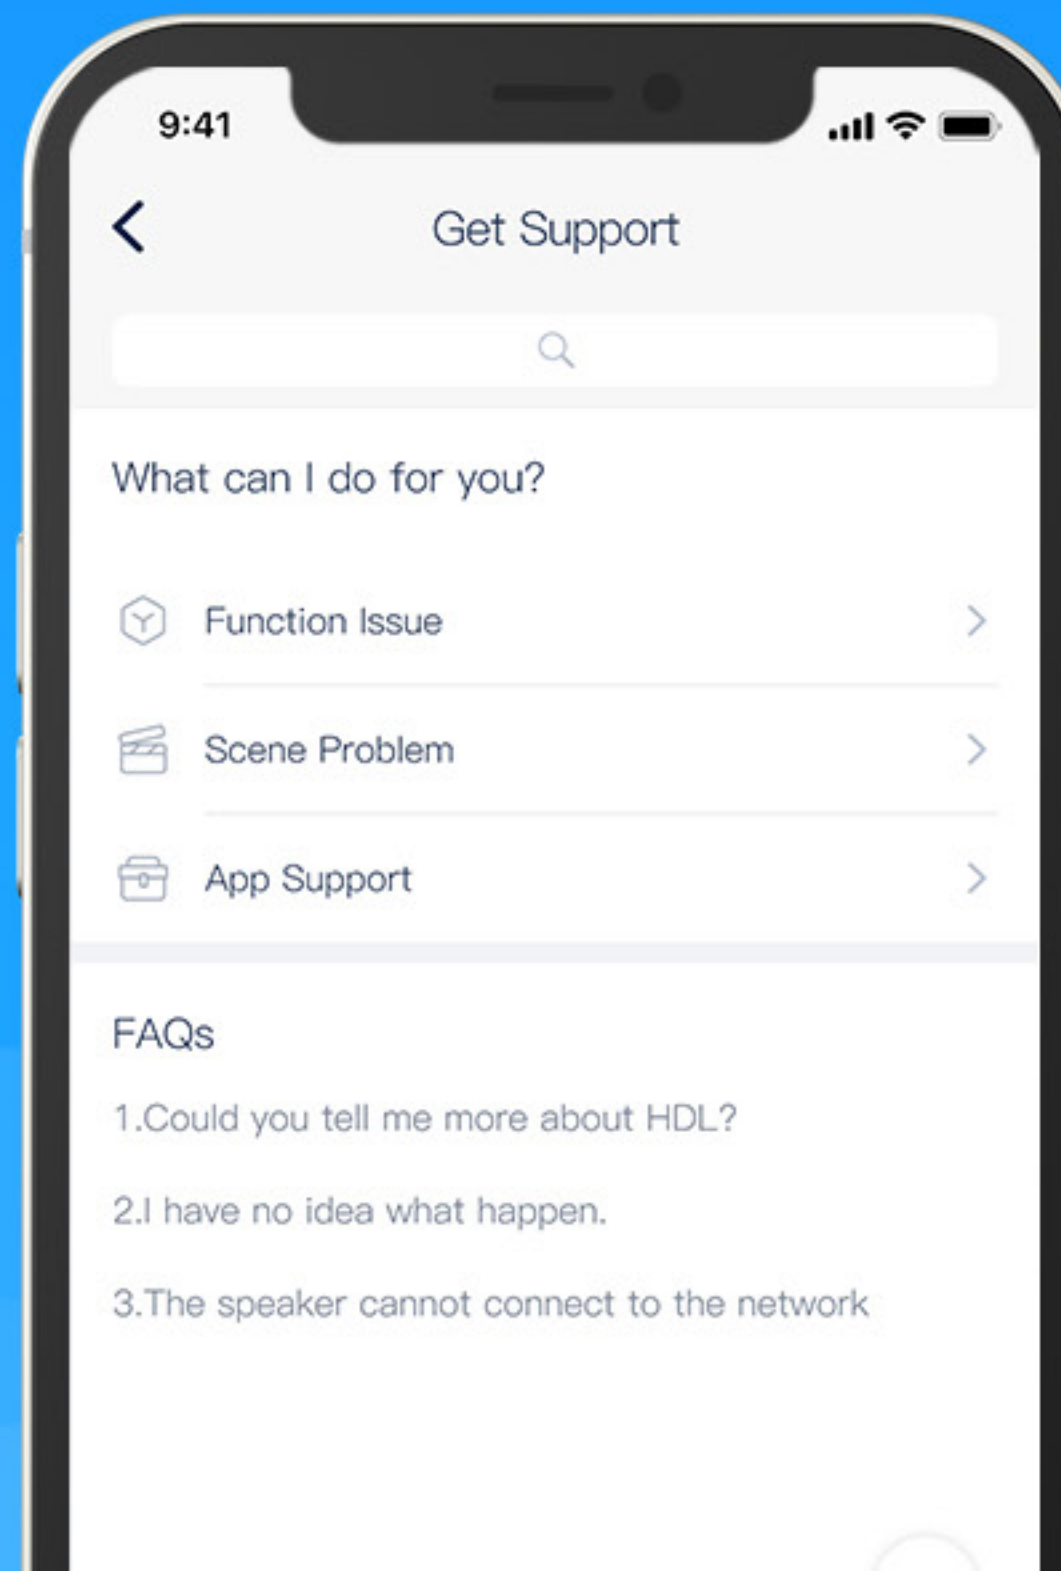 9:41
Get Support
What can I do for you?
Function Issue
Scene Problem
App Support
FAQs
1.Could you tell me more about HDL?
2.I have no idea what happen.
3.The speaker cannot connect to the network